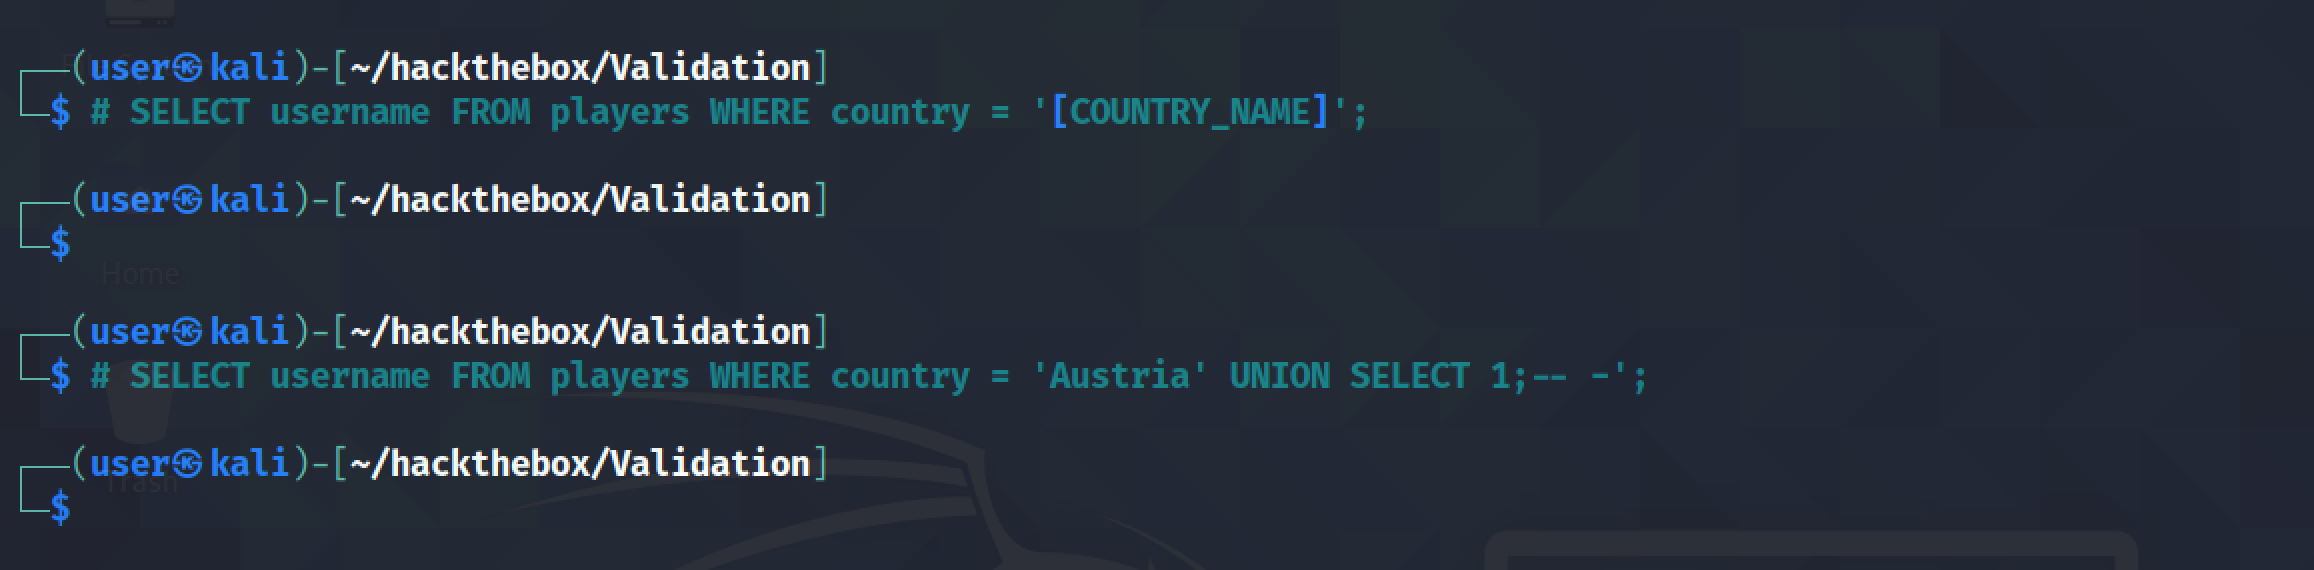 ┌──(user㉿kali)-[~/hackthebox/Validation]
└─$ # SELECT username FROM players WHERE country = '[COUNTRY_NAME]';
┌──(user㉿kali)-[~/hackthebox/Validation]
└─$
Home
┌──(user㉿kali)-[~/hackthebox/Validation]
└─$ # SELECT username FROM players WHERE country = 'Austria' UNION SELECT 1;-- -';
┌──(user㉿kali)-[~/hackthebox/Validation]
Trash
└─$